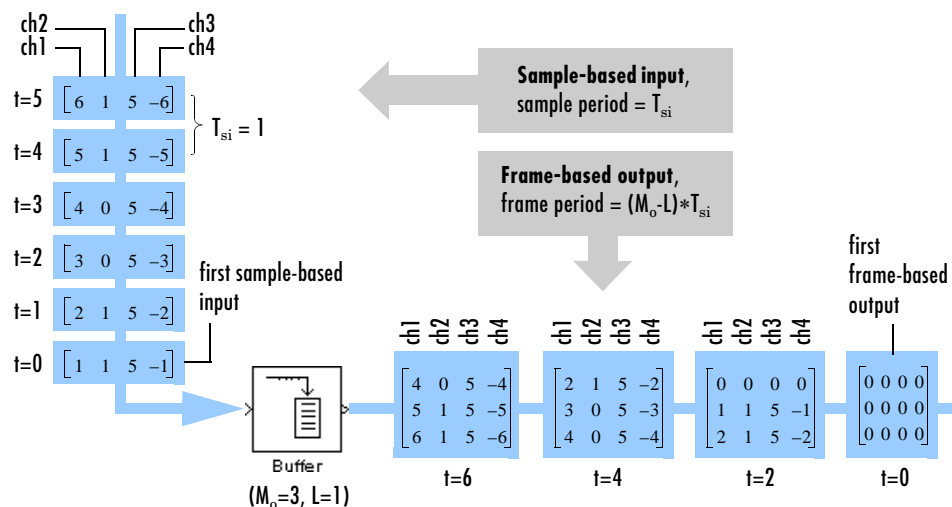 ch2
ch1
ch3
ch4
t=5 [6 1 5 –6]
T_si = 1
t=4 [5 1 5 –5]
t=3 [4 0 5 –4]
t=2 [3 0 5 –3]
t=1 [2 1 5 –2]
t=0 [1 1 5 –1]
first sample-based
input
Sample-based input,
sample period = T_si
Frame-based output,
frame period = (M_o-L)*T_si
first
frame-based
output
Buffer
(M_o=3, L=1)
ch1 ch2 ch3 ch4
4 0 5 –4
5 1 5 –5
6 1 5 –6
t=6
ch1 ch2 ch3 ch4
2 1 5 –2
3 0 5 –3
4 0 5 –4
t=4
ch1 ch2 ch3 ch4
0 0 0 0
1 1 5 –1
2 1 5 –2
t=2
0 0 0 0
0 0 0 0
0 0 0 0
t=0